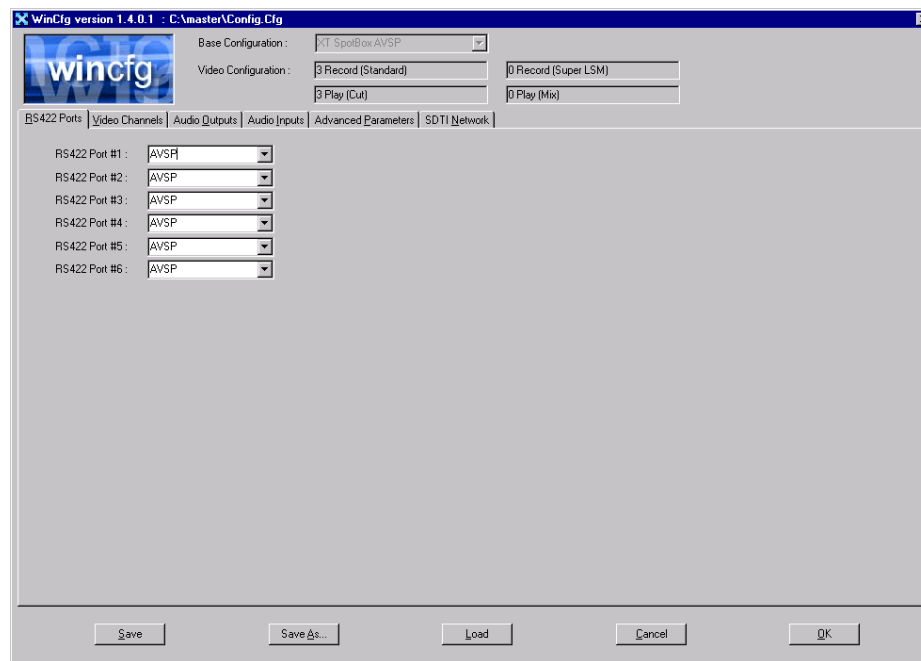 WinCfg version 1.4.0.1 : C:\master\Config.Cfg
wincfg
Base Configuration : XT SpotBox AVSP
Video Configuration : 3 Record (Standard) 0 Record (Super LSM)
3 Play (Cut) 0 Play (Mix)
RS422 Ports Video Channels Audio Outputs Audio Inputs Advanced Parameters SDTI Network
RS422 Port #1 : AVSP
RS422 Port #2 : AVSP
RS422 Port #3 : AVSP
RS422 Port #4 : AVSP
RS422 Port #5 : AVSP
RS422 Port #6 : AVSP
Save Save As... Load Cancel OK